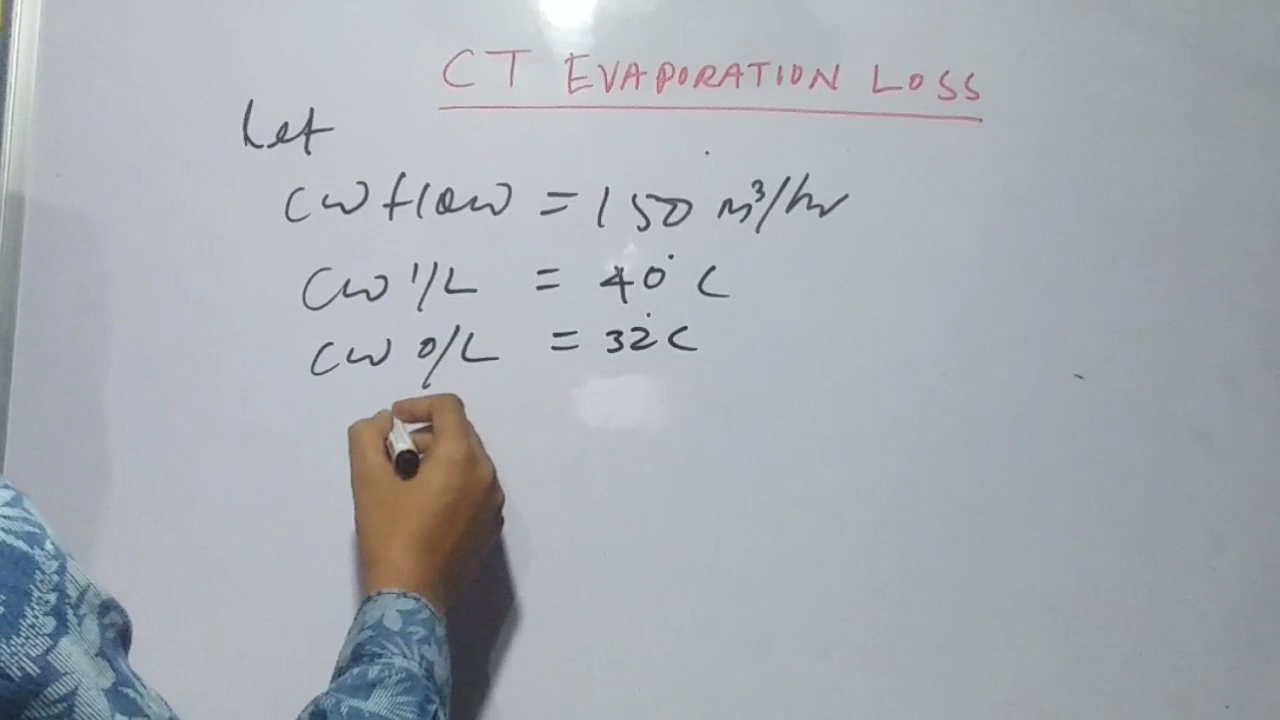 CT EVAPORATION LOSS
Let
CW flow = 150 m³/hr
CW I/L = 40°C
CW O/L = 32°C